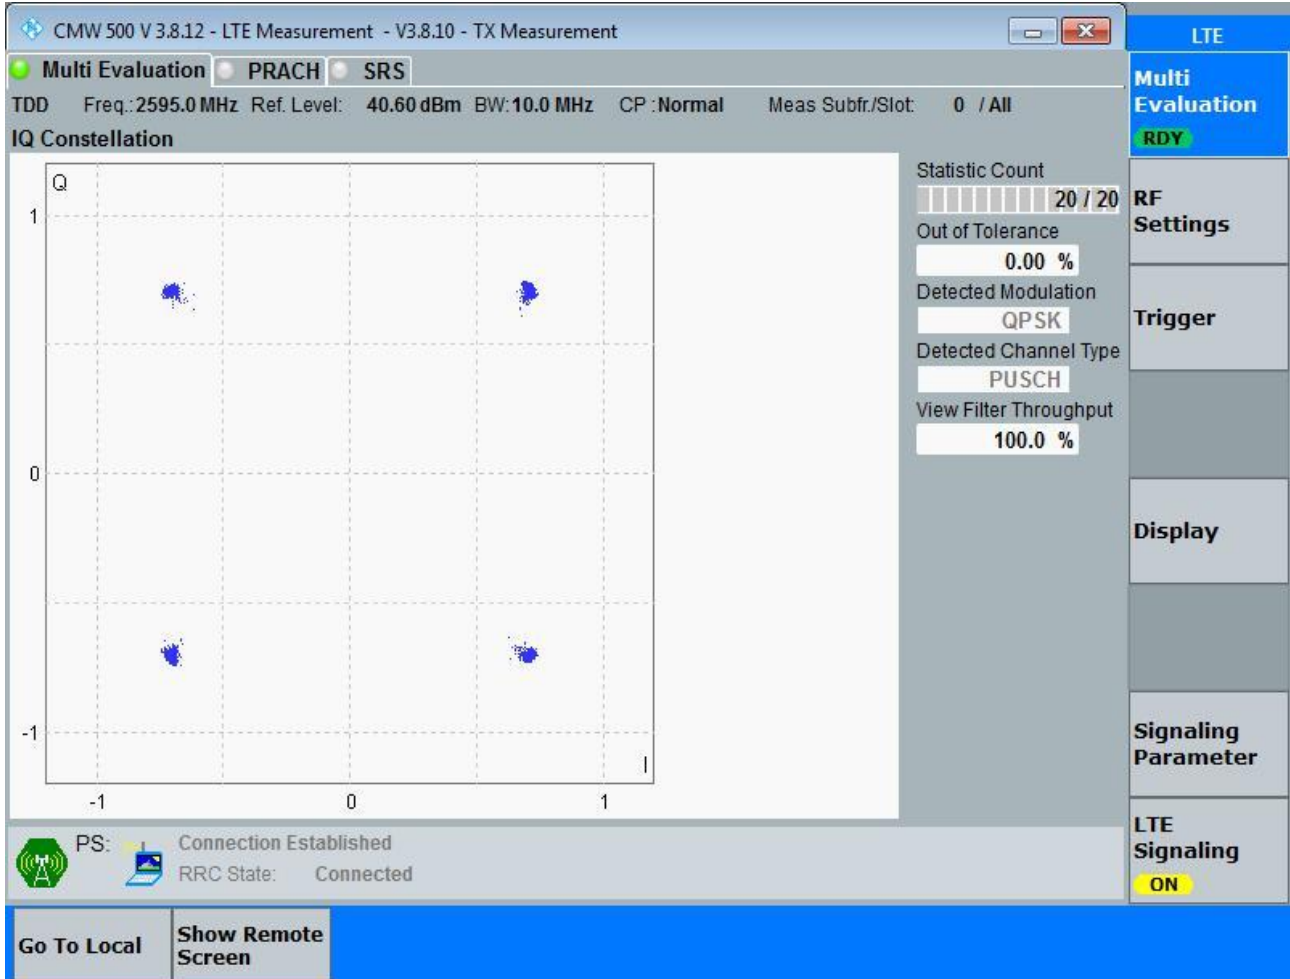 CMW 500 V 3.8.12 - LTE Measurement - V3.8.10 - TX Measurement
LTE
Multi Evaluation PRACH SRS
TDD Freq.: 2595.0 MHz Ref. Level: 40.60 dBm BW: 10.0 MHz CP : Normal Meas Subfr./Slot: 0 / All
IQ Constellation
Q
1
0
-1
I
-1 0 1
Statistic Count
20 / 20
Out of Tolerance
0.00 %
Detected Modulation
QPSK
Detected Channel Type
PUSCH
View Filter Throughput
100.0 %
Multi
Evaluation
RDY
RF
Settings
Trigger
Display
Signaling
Parameter
LTE
Signaling
ON
PS: Connection Established
RRC State: Connected
Go To Local
Show Remote
Screen